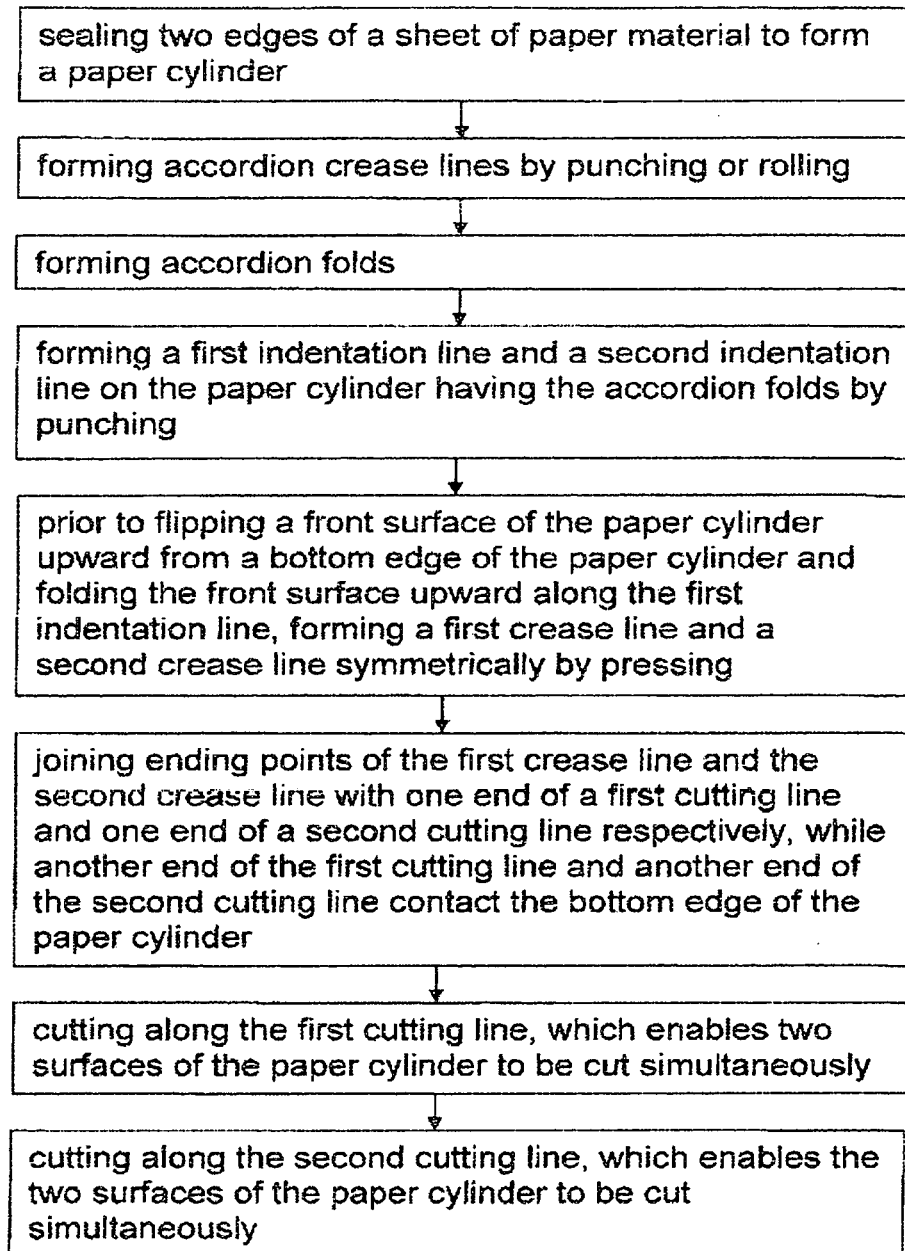 sealing two edges of a sheet of paper material to form
a paper cylinder
forming accordion crease lines by punching or rolling
forming accordion folds
forming a first indentation line and a second indentation
line on the paper cylinder having the accordion folds by
punching
prior to flipping a front surface of the paper cylinder
upward from a bottom edge of the paper cylinder and
folding the front surface upward along the first
indentation line, forming a first crease line and a
second crease line symmetrically by pressing
joining ending points of the first crease line and the
second crease line with one end of a first cutting line
and one end of a second cutting line respectively, while
another end of the first cutting line and another end of
the second cutting line contact the bottom edge of the
paper cylinder
cutting along the first cutting line, which enables two
surfaces of the paper cylinder to be cut simultaneously
cutting along the second cutting line, which enables the
two surfaces of the paper cylinder to be cut
simultaneously